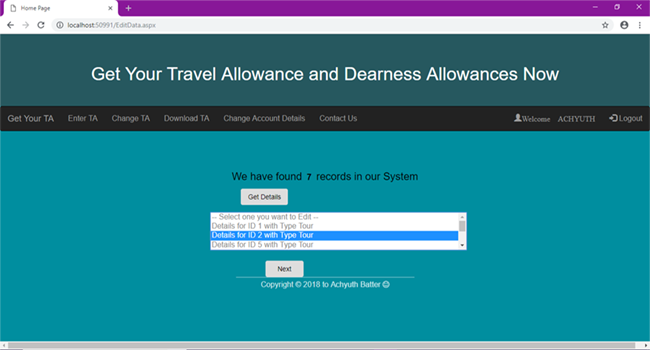 Home Page
localhost:50991/EditData.aspx
Get Your Travel Allowance and Dearness Allowances Now
Get Your TA Enter TA Change TA Download TA Change Account Details Contact Us Welcome ACHYUTH Logout
We have found 7 records in our System
Get Details
-- Select one you want to Edit --
Details for ID 1 with Type Tour
Details for ID 2 with Type Tour
Details for ID 5 with Type Tour
Next
Copyright © 2018 to Achyuth Batter ☺